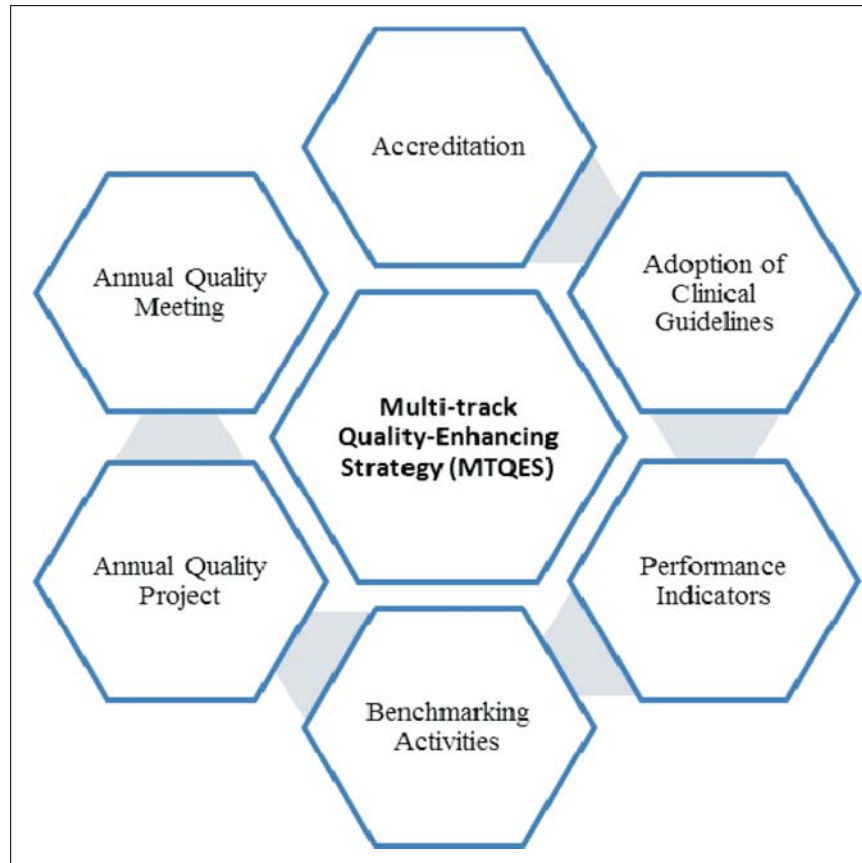 Accreditation
Adoption of
Clinical
Guidelines
Performance
Indicators
Benchmarking
Activities
Annual Quality
Project
Annual Quality
Meeting
Multi-track
Quality-Enhancing
Strategy (MTQES)